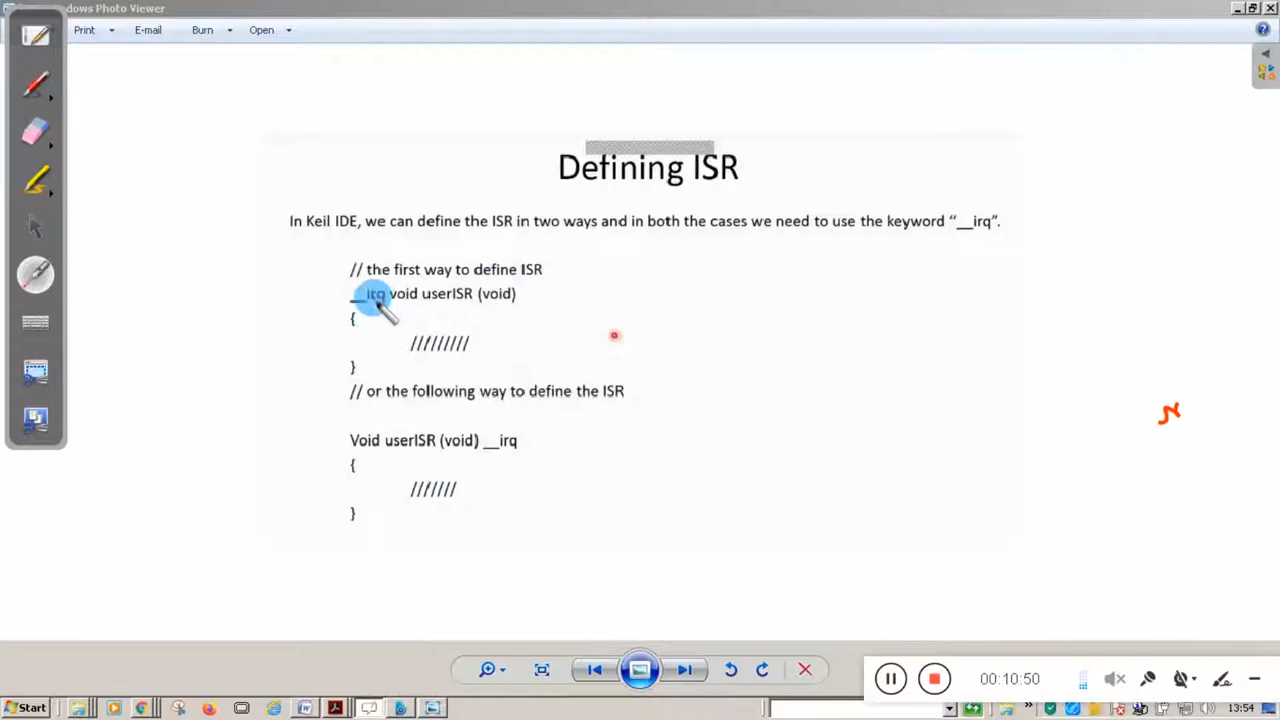 Windows Photo Viewer
Print E-mail Burn Open
Defining ISR
In Keil IDE, we can define the ISR in two ways and in both the cases we need to use the keyword “__irq”.
// the first way to define ISR
__irq void userISR (void)
{
/////////
}
// or the following way to define the ISR
Void userISR (void) __irq
{
///////
}
00:10:50
Start
13:54